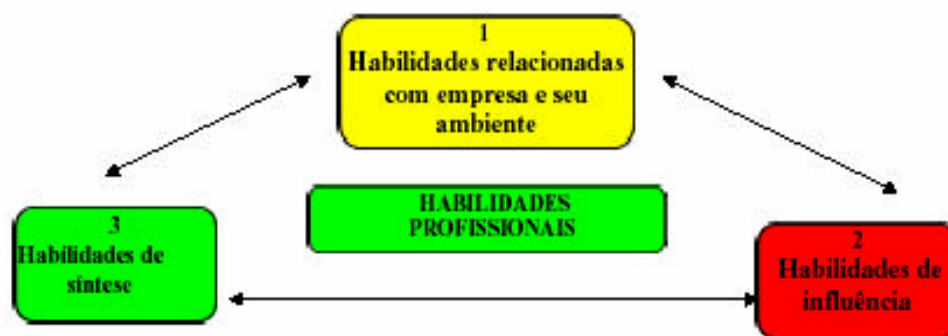 1
Habilidades relacionadas
com empresa e seu
ambiente
HABILIDADES
PROFISSIONAIS
3
Habilidades de
síntese
2
Habilidades de
influência